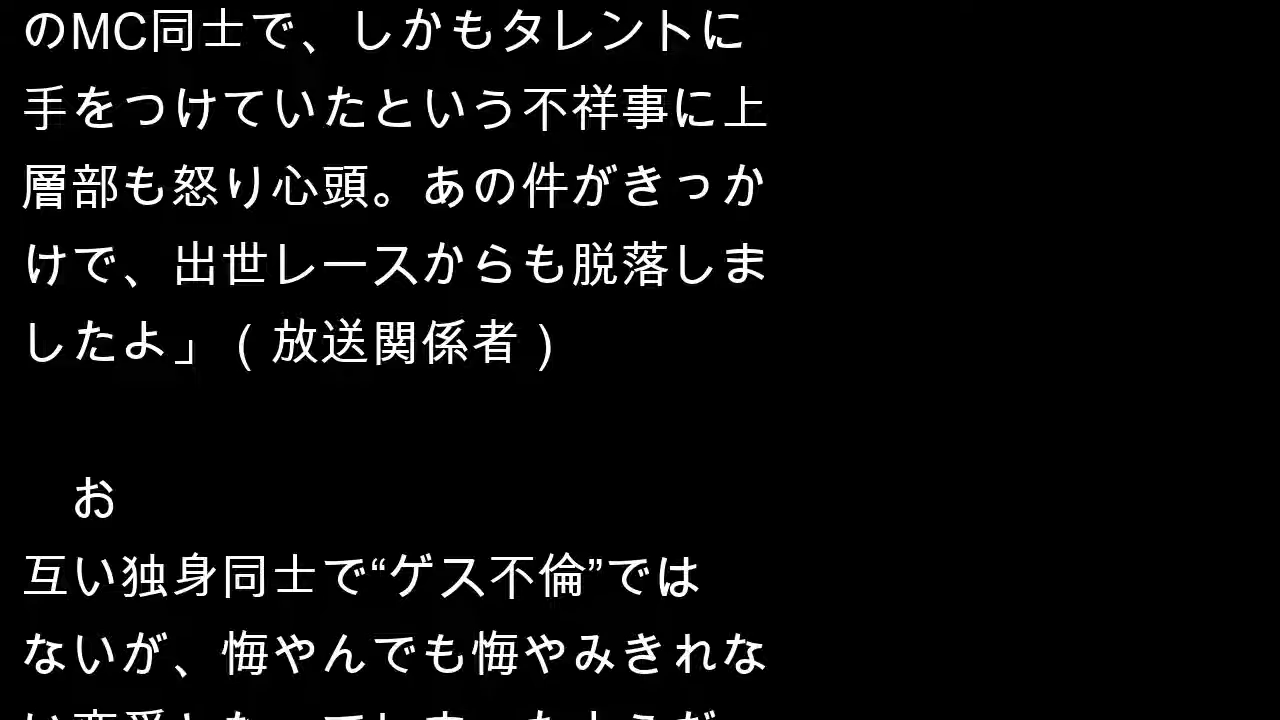 のMC同士で、しかもタレントに
手をつけていたという不祥事に上
層部も怒り心頭。あの件がきっか
けで、出世レースからも脱落しま
したよ」(放送関係者)
お
互い独身同士で“ゲス不倫”では
ないが、悔やんでも悔やみきれな